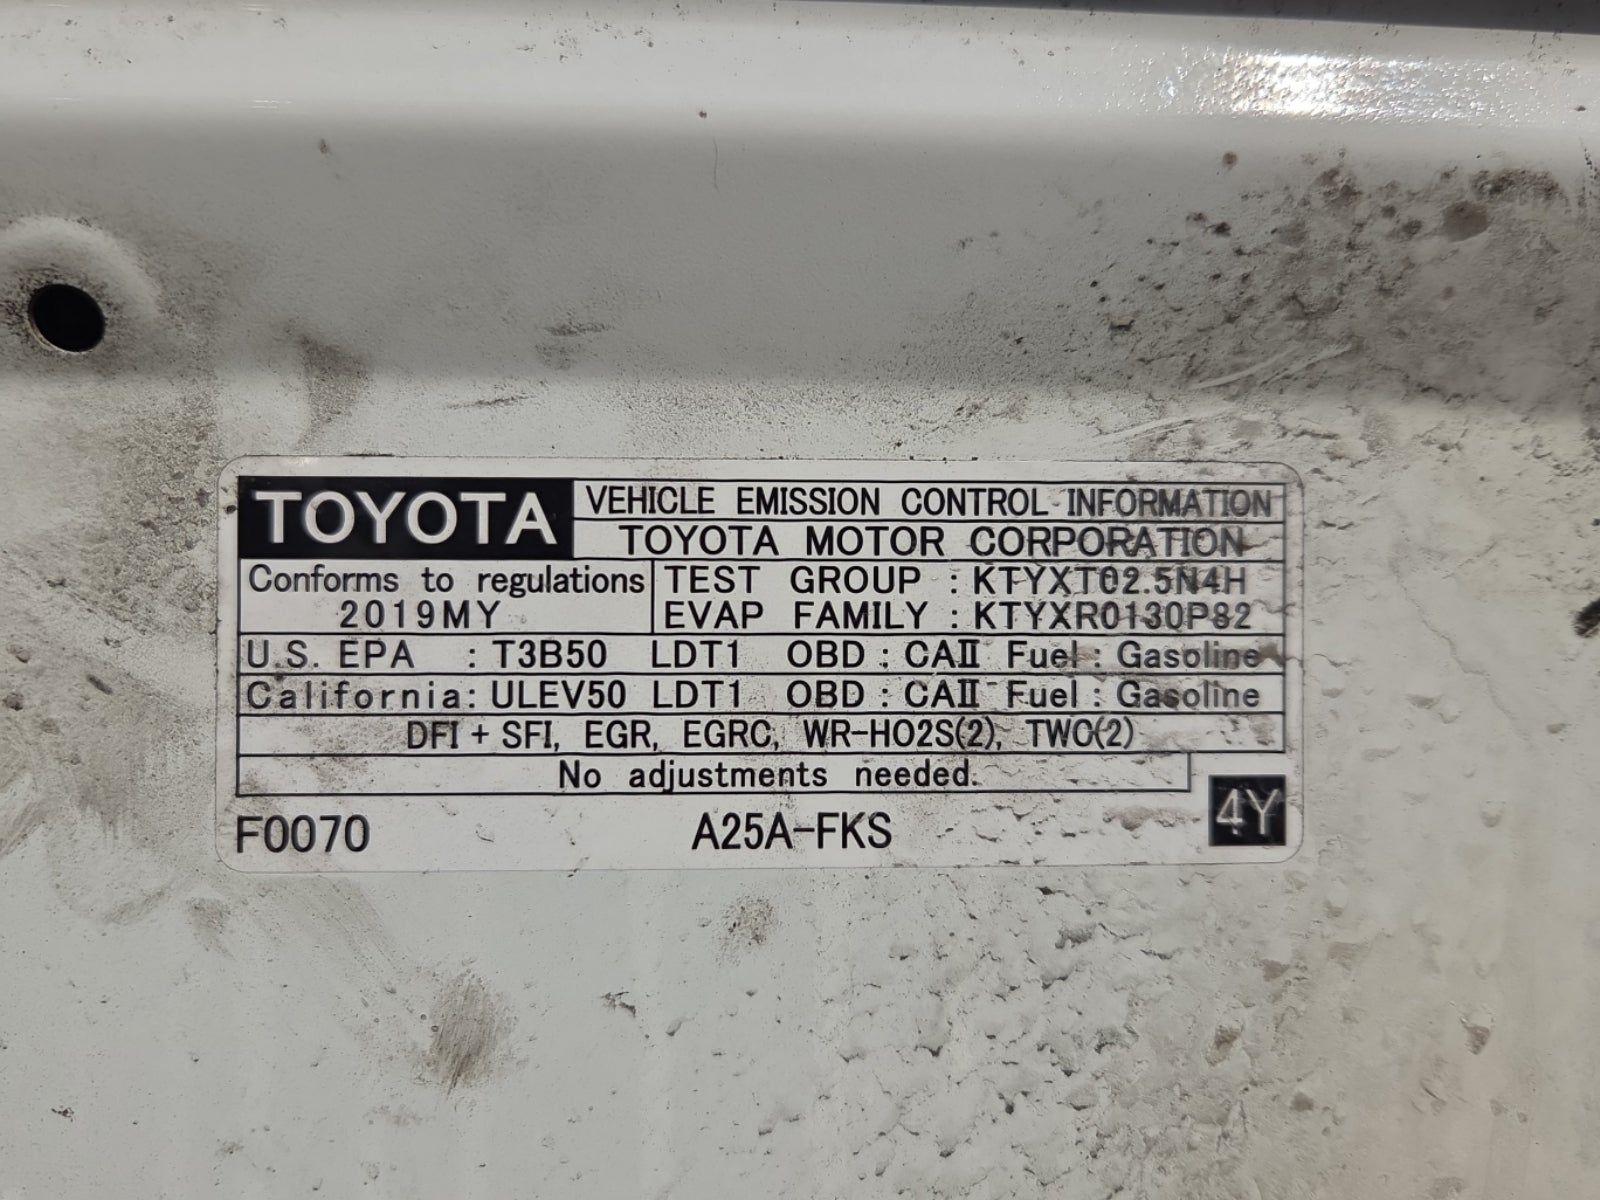 TOYOTA
VEHICLE EMISSION CONTROL INFORMATION
TOYOTA MOTOR CORPORATION
Conforms to regulations
2019MY
TEST GROUP : KTYXT02.5N4H
EVAP FAMILY : KTYXR0130P82
U.S. EPA : T3B50 LDT1 OBD : CAⅡ Fuel : Gasoline
California: ULEV50 LDT1 OBD : CAⅡ Fuel : Gasoline
DFI + SFI, EGR, EGRC, WR-HO2S(2), TWC(2)
No adjustments needed.
F0070 A25A-FKS 4Y